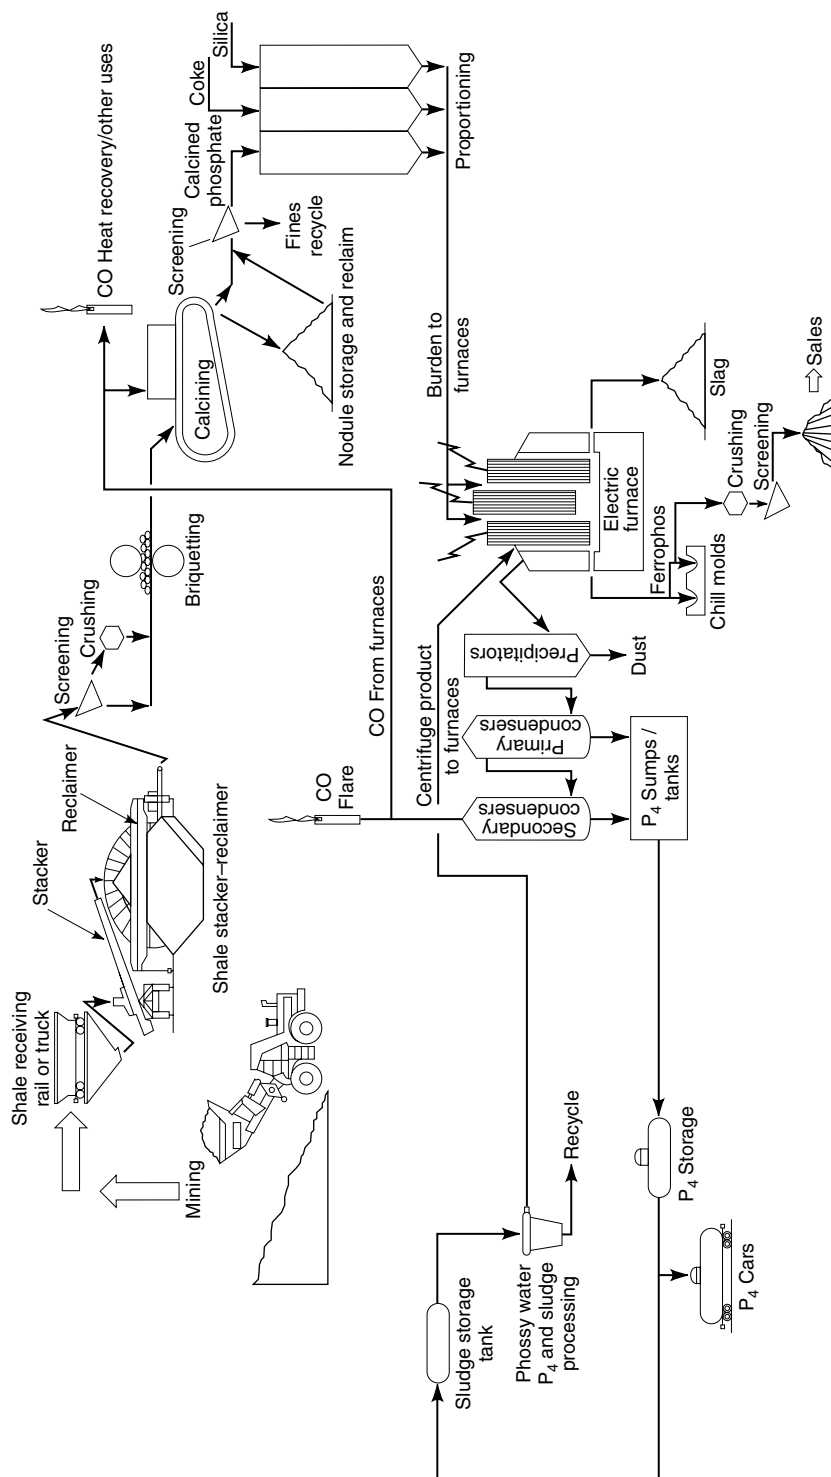 Mining
Shale receiving
rail or truck
Stacker
Reclaimer
Shale stacker–reclaimer
Screening
Crushing
Briquetting
Calcining
CO Heat recovery/other uses
Screening
Fines
recycle
Nodule storage and reclaim
Calcined
phosphate
Coke
Silica
Proportioning
Burden to
furnaces
CO From furnaces
CO
Flare
Centrifuge product
to furnaces
Secondary
condensers
Primary
condensers
Precipitators
Dust
Electric
furnace
Slag
Ferrophos
Chill molds
Crushing
Screening
Sales
P4 Sumps /
tanks
P4 Storage
P4 Cars
Sludge storage
tank
Phossy water
P4 and sludge
processing
Recycle